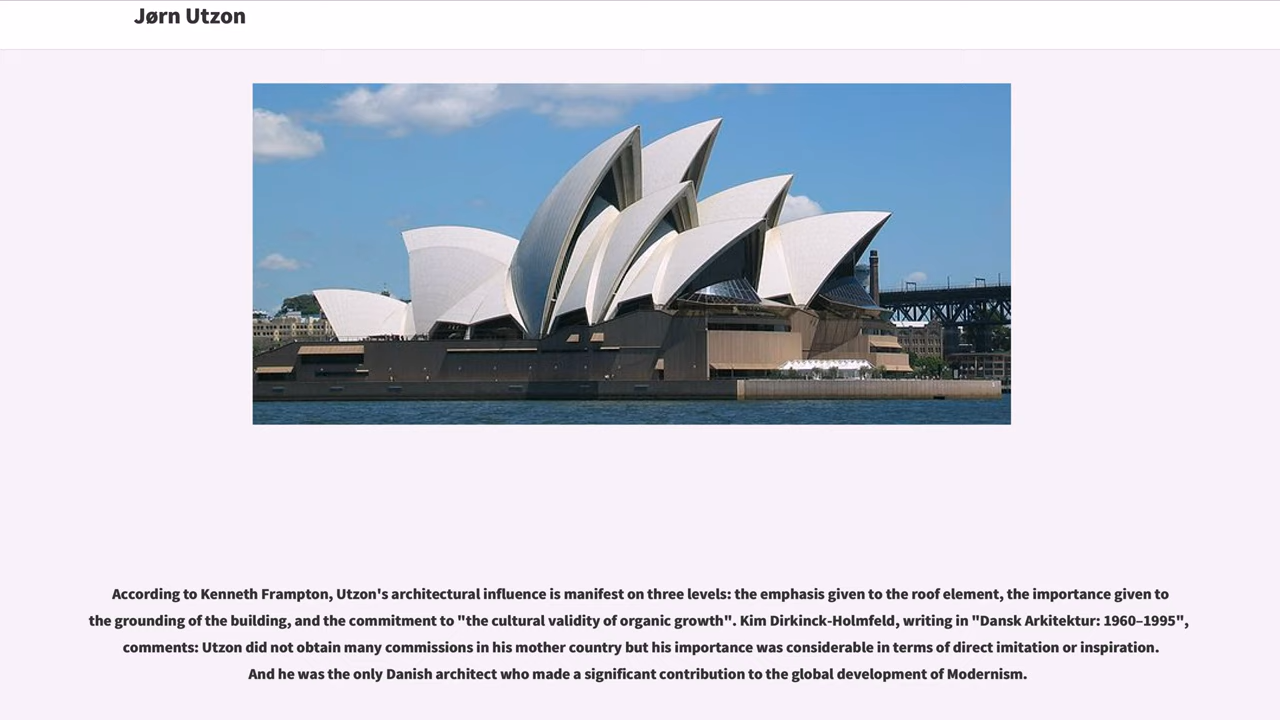 Jørn Utzon
According to Kenneth Frampton, Utzon's architectural influence is manifest on three levels: the emphasis given to the roof element, the importance given to
the grounding of the building, and the commitment to "the cultural validity of organic growth". Kim Dirkinck-Holmfeld, writing in "Dansk Arkitektur: 1960–1995",
comments: Utzon did not obtain many commissions in his mother country but his importance was considerable in terms of direct imitation or inspiration.
And he was the only Danish architect who made a significant contribution to the global development of Modernism.